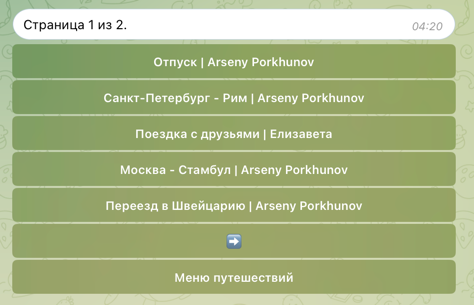 Страница 1 из 2.
04:20
Отпуск | Arseny Porkhunov
Санкт-Петербург - Рим | Arseny Porkhunov
Поездка с друзьями | Елизавета
Москва - Стамбул | Arseny Porkhunov
Переезд в Швейцарию | Arseny Porkhunov
➡️
Меню путешествий